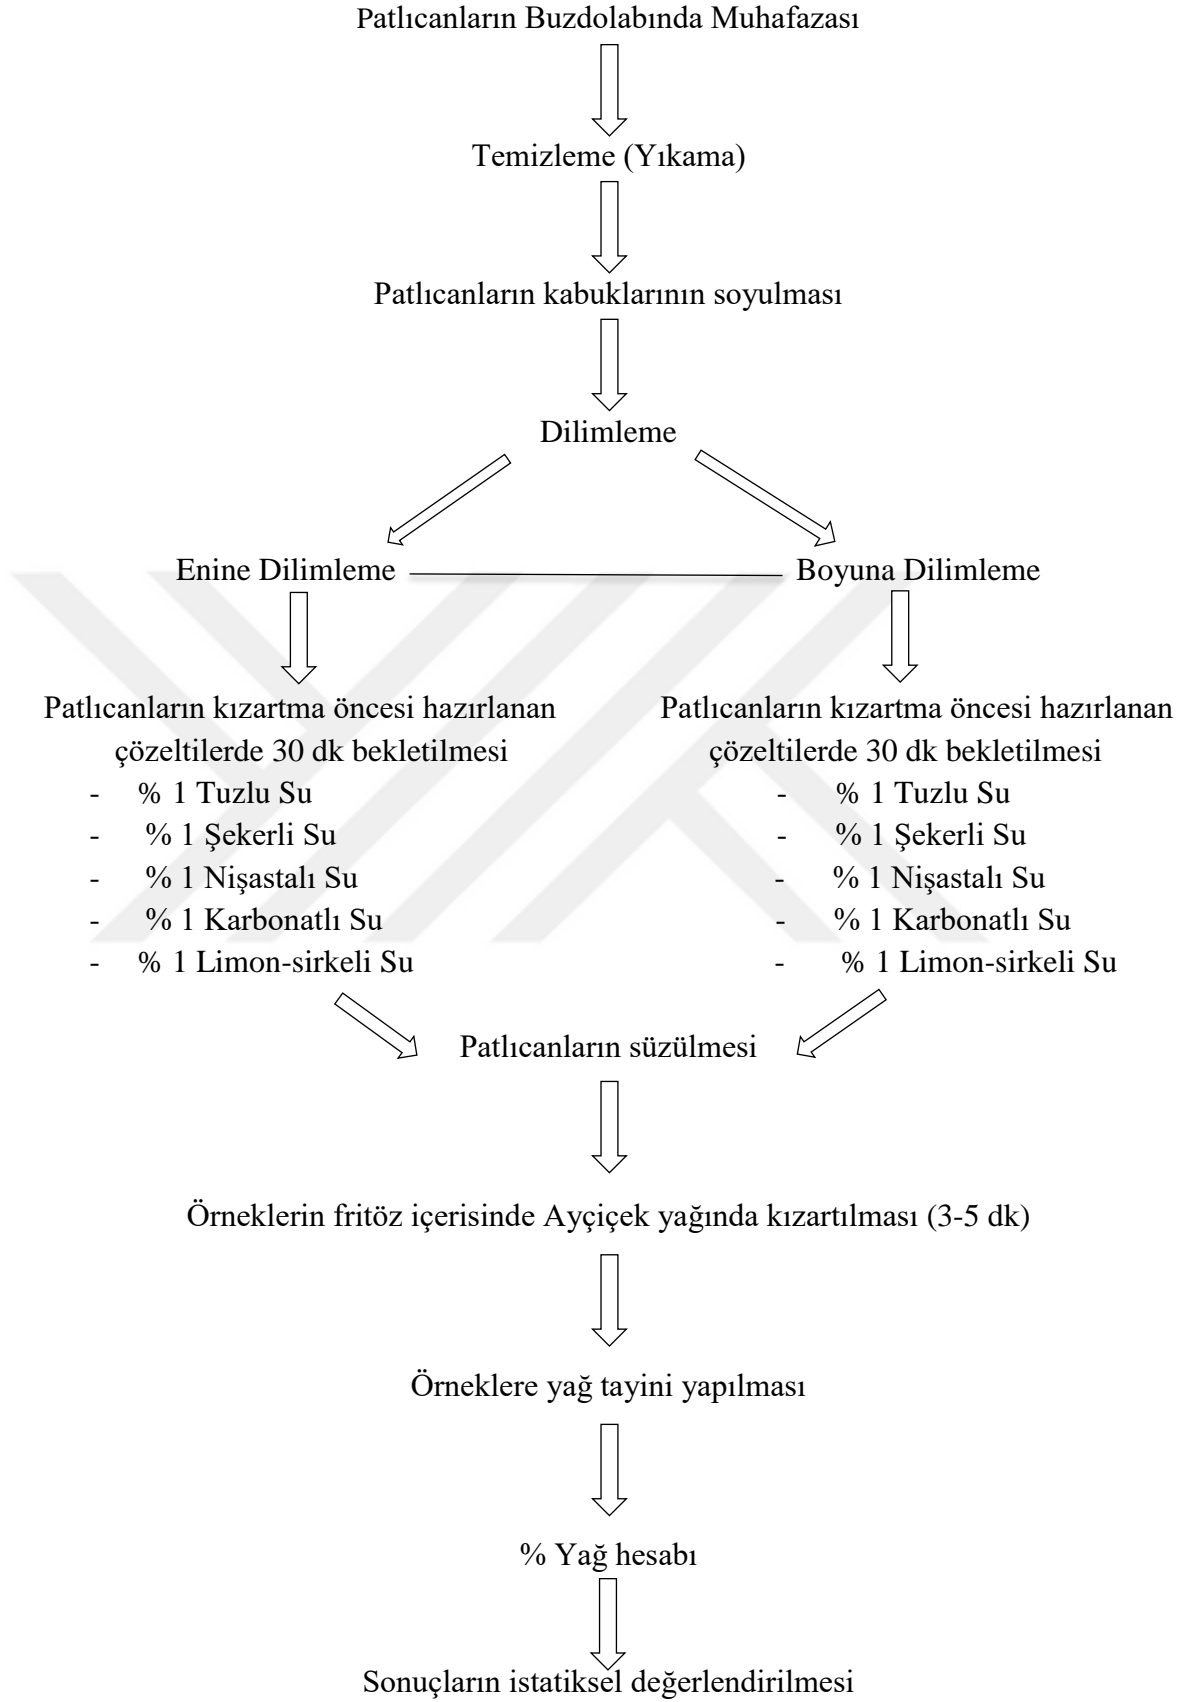 Patlıcanların Buzdolabında Muhafazası
Temizleme (Yıkama)
Patlıcanların kabuklarının soyulması
Dilimleme
Enine Dilimleme
Boyuna Dilimleme
Patlıcanların kızartma öncesi hazırlanan
çözeltilerde 30 dk bekletilmesi
- % 1 Tuzlu Su
- % 1 Şekerli Su
- % 1 Nişastalı Su
- % 1 Karbonatlı Su
- % 1 Limon-sirkeli Su
Patlıcanların kızartma öncesi hazırlanan
çözeltilerde 30 dk bekletilmesi
- % 1 Tuzlu Su
- % 1 Şekerli Su
- % 1 Nişastalı Su
- % 1 Karbonatlı Su
- % 1 Limon-sirkeli Su
Patlıcanların süzülmesi
Örneklerin fritöz içerisinde Ayçiçek yağında kızartılması (3-5 dk)
Örneklere yağ tayini yapılması
% Yağ hesabı
Sonuçların istatiksel değerlendirilmesi